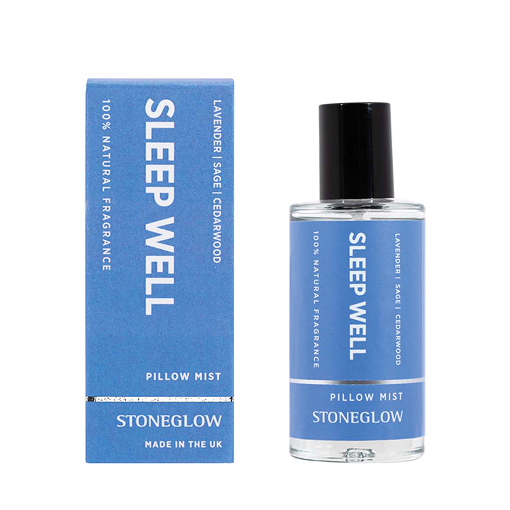 LAVENDER | SAGE | CEDARWOOD
SLEEP WELL
100% NATURAL FRAGRANCE
PILLOW MIST
STONEGLOW
MADE IN THE UK
LAVENDER | SAGE | CEDARWOOD
SLEEP WELL
100% NATURAL FRAGRANCE
PILLOW MIST
STONEGLOW